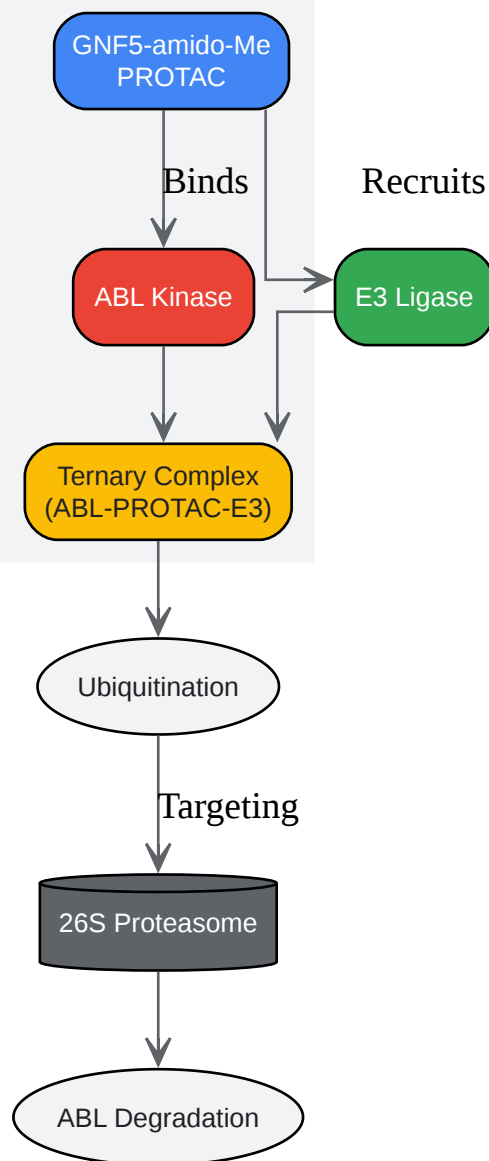 GNF5-amido-Me
PROTAC
Binds
Recruits
ABL Kinase
E3 Ligase
Ternary Complex
(ABL-PROTAC-E3)
Ubiquitination
Targeting
26S Proteasome
ABL Degradation